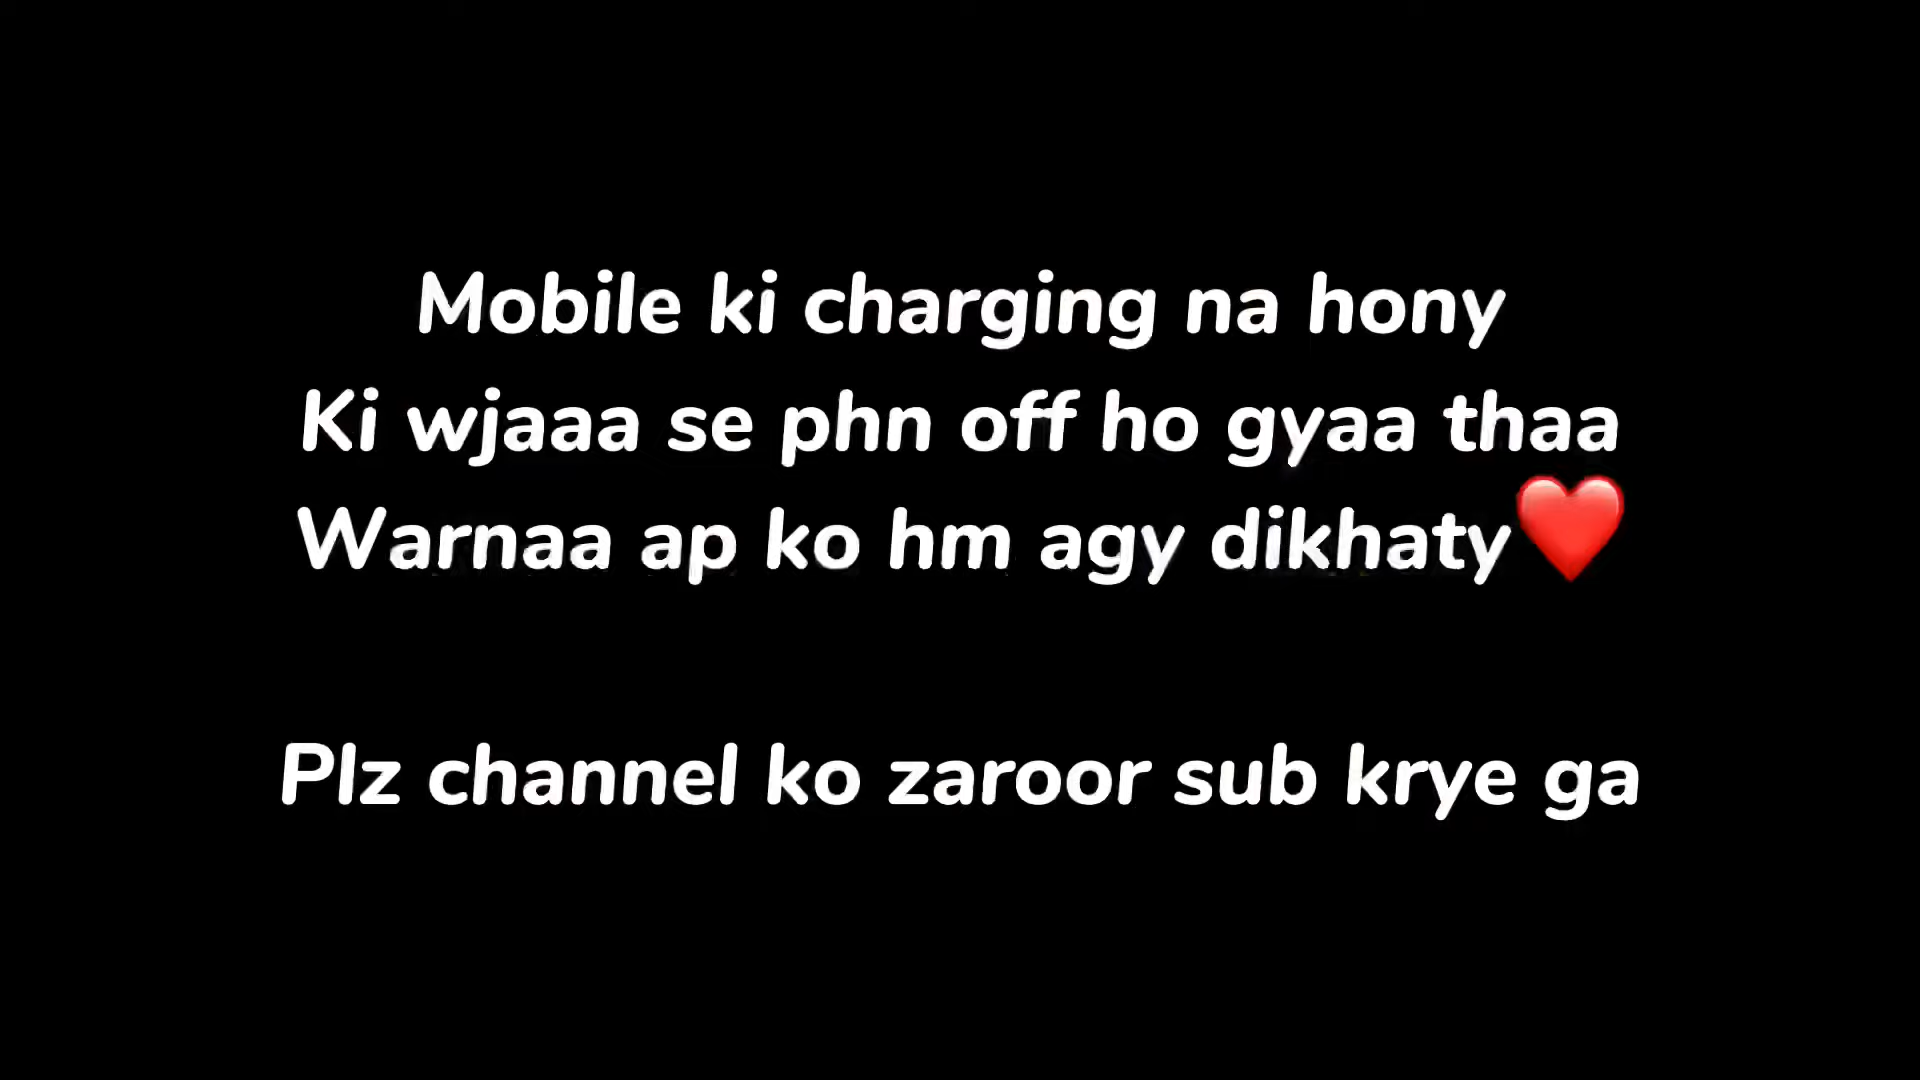 Mobile ki charging na hony
Ki wjaaa se phn off ho gyaa thaa
Warnaa ap ko hm agy dikhaty❤️
Plz channel ko zaroor sub krye ga